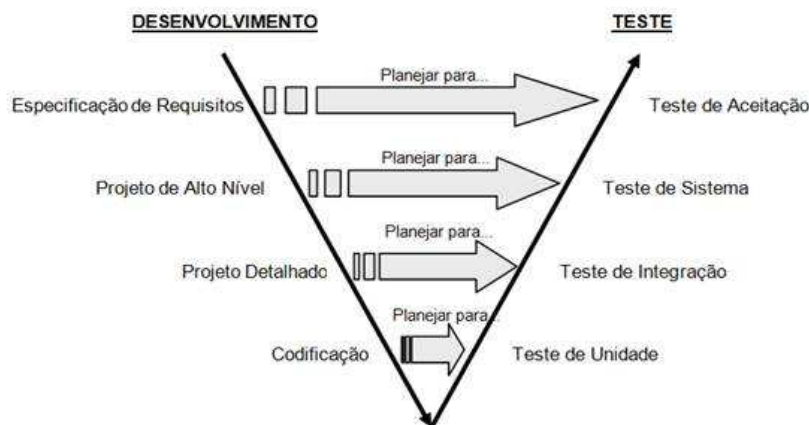 DESENVOLVIMENTO
TESTE
Planejar para...
Especificação de Requisitos
Teste de Aceitação
Planejar para...
Projeto de Alto Nível
Teste de Sistema
Planejar para...
Projeto Detalhado
Teste de Integração
Planejar para...
Codificação
Teste de Unidade